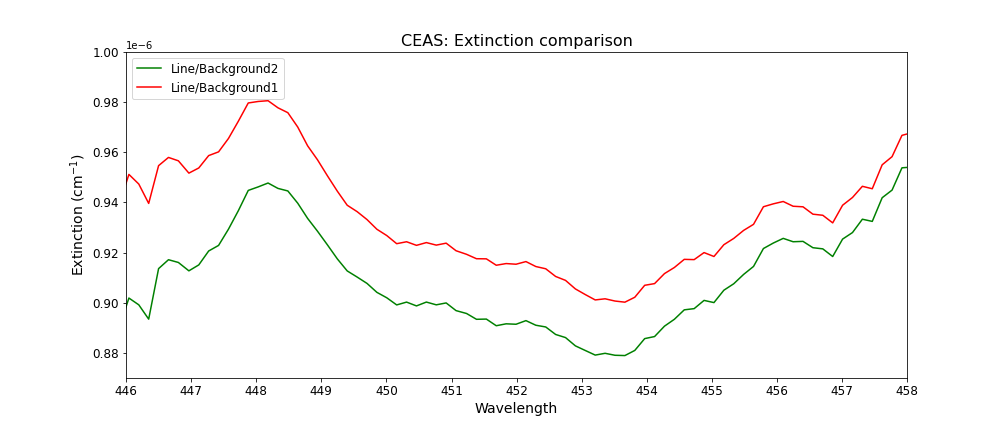 CEAS: Extinction comparison
1e−6
Line/Background2
Line/Background1
Extinction (cm⁻¹)
1.00
0.98
0.96
0.94
0.92
0.90
0.88
446 447 448 449 450 451 452 453 454 455 456 457 458
Wavelength